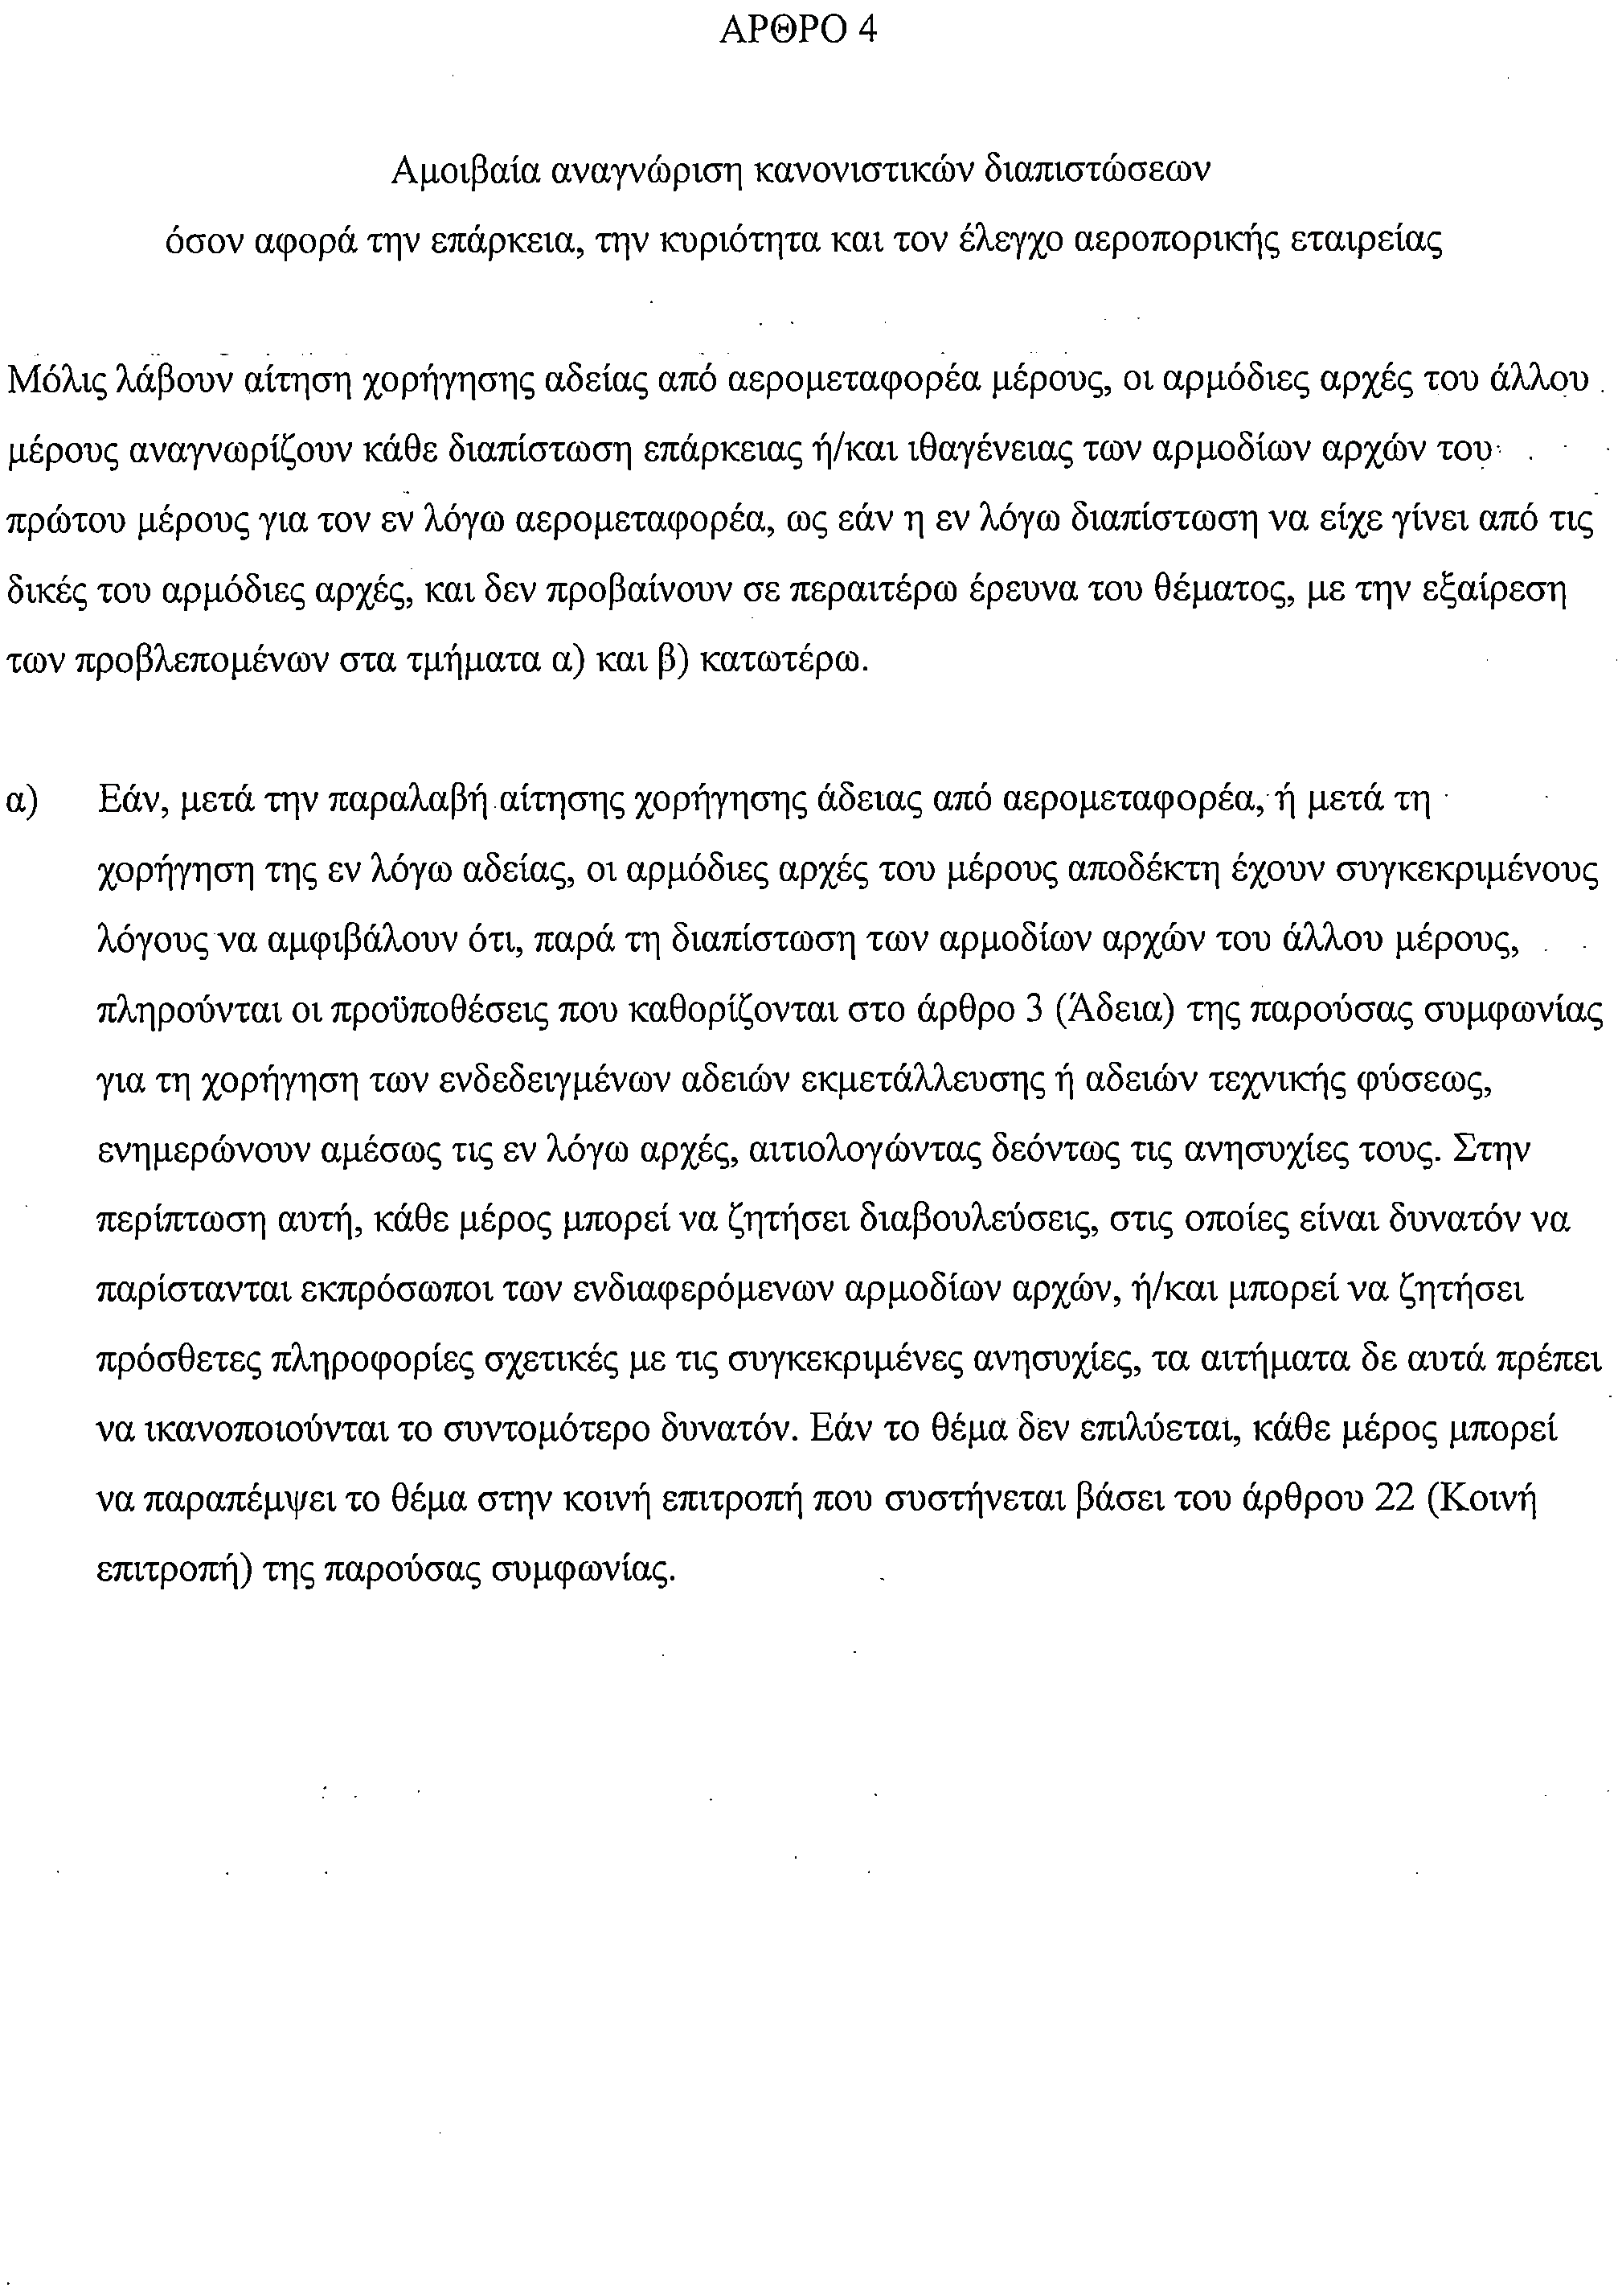 ΑΡΘΡΟ 4
Αμοιβαία αναγνώριση κανονιστικών διαπιστώσεων
όσον αφορά την επάρκεια, την κυριότητα και τον έλεγχο αεροπορικής εταιρείας
Μόλις λάβουν αίτηση χορήγησης αδείας από αερομεταφορέα μέρους, οι αρμόδιες αρχές του άλλου
μέρους αναγνωρίζουν κάθε διαπίστωση επάρκειας ή/και ιθαγένειας των αρμοδίων αρχών του
πρώτου μέρους για τον εν λόγω αερομεταφορέα, ως εάν η εν λόγω διαπίστωση να είχε γίνει από τις
δικές του αρμόδιες αρχές, και δεν προβαίνουν σε περαιτέρω έρευνα του θέματος, με την εξαίρεση
των προβλεπομένων στα τμήματα α) και β) κατωτέρω.
α) Εάν, μετά την παραλαβή αίτησης χορήγησης άδειας από αερομεταφορέα, ή μετά τη
χορήγηση της εν λόγω αδείας, οι αρμόδιες αρχές του μέρους αποδέκτη έχουν συγκεκριμένους
λόγους να αμφιβάλουν ότι, παρά τη διαπίστωση των αρμοδίων αρχών του άλλου μέρους,
πληρούνται οι προϋποθέσεις που καθορίζονται στο άρθρο 3 (Άδεια) της παρούσας συμφωνίας
για τη χορήγηση των ενδεδειγμένων αδειών εκμετάλλευσης ή αδειών τεχνικής φύσεως,
ενημερώνουν αμέσως τις εν λόγω αρχές, αιτιολογώντας δεόντως τις ανησυχίες τους. Στην
περίπτωση αυτή, κάθε μέρος μπορεί να ζητήσει διαβουλεύσεις, στις οποίες είναι δυνατόν να
παρίστανται εκπρόσωποι των ενδιαφερόμενων αρμοδίων αρχών, ή/και μπορεί να ζητήσει
πρόσθετες πληροφορίες σχετικές με τις συγκεκριμένες ανησυχίες, τα αιτήματα δε αυτά πρέπει
να ικανοποιούνται το συντομότερο δυνατόν. Εάν το θέμα δεν επιλύεται, κάθε μέρος μπορεί
να παραπέμψει το θέμα στην κοινή επιτροπή που συστήνεται βάσει του άρθρου 22 (Κοινή
επιτροπή) της παρούσας συμφωνίας.